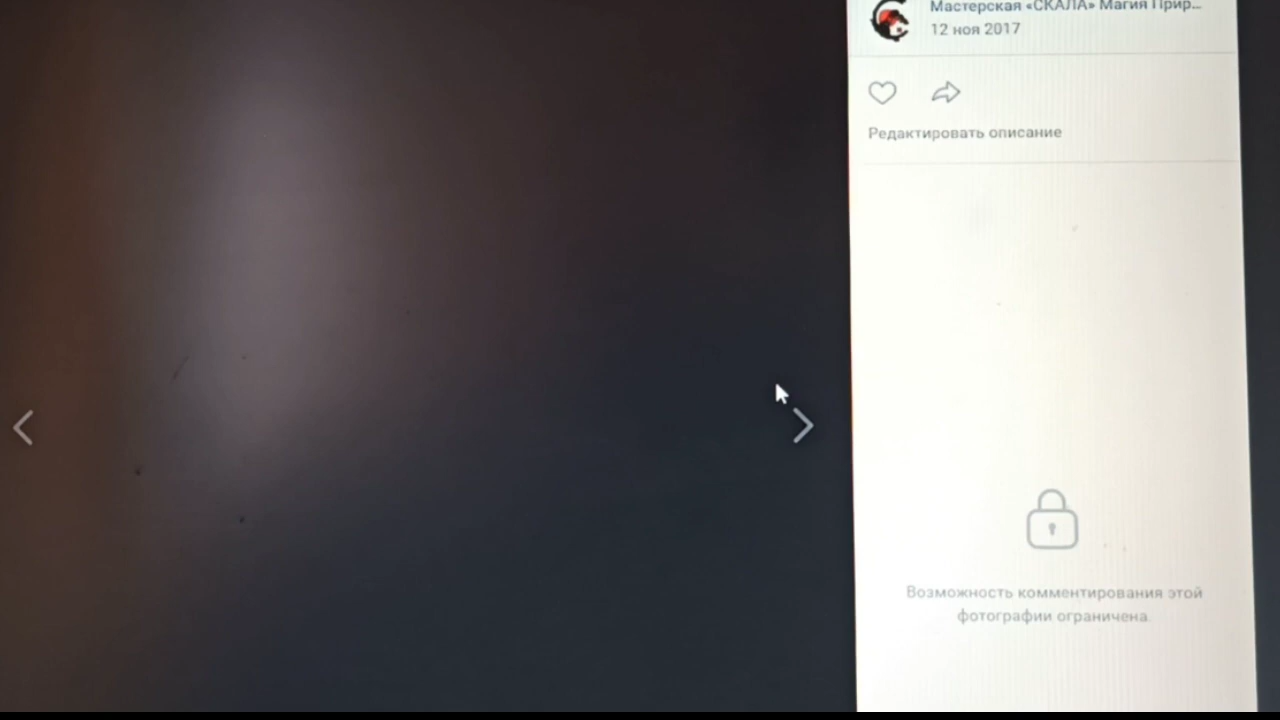 Мастерская «СКАЛА» Магия Прир...
12 ноя 2017
Редактировать описание
Возможность комментирования этой
фотографии ограничена.